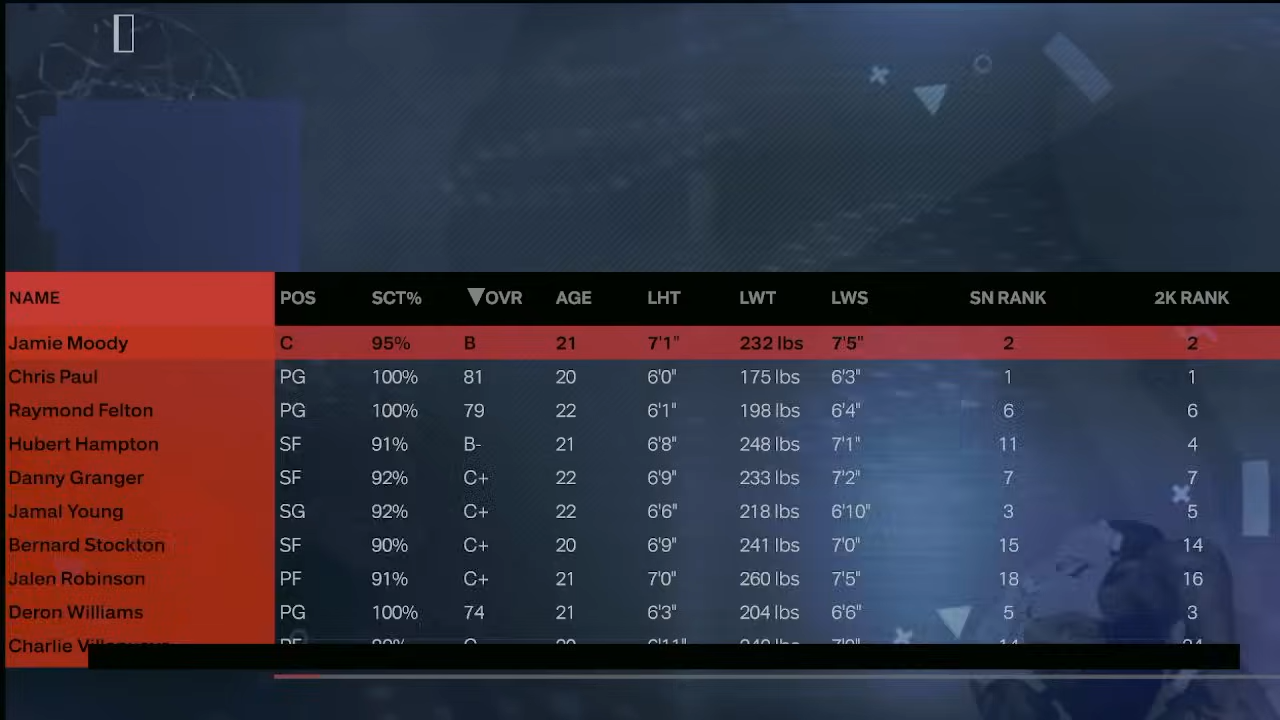 NAME POS SCT% ▼OVR AGE LHT LWT LWS SN RANK 2K RANK
Jamie Moody C 95% B 21 7'1" 232 lbs 7'5" 2 2
Chris Paul PG 100% 81 20 6'0" 175 lbs 6'3" 1 1
Raymond Felton PG 100% 79 22 6'1" 198 lbs 6'4" 6 6
Hubert Hampton SF 91% B- 21 6'8" 248 lbs 7'1" 11 4
Danny Granger SF 92% C+ 22 6'9" 233 lbs 7'2" 7 7
Jamal Young SG 92% C+ 22 6'6" 218 lbs 6'10" 3 5
Bernard Stockton SF 90% C+ 20 6'9" 241 lbs 7'0" 15 14
Jalen Robinson PF 91% C+ 21 7'0" 260 lbs 7'5" 18 16
Deron Williams PG 100% 74 21 6'3" 204 lbs 6'6" 5 3
Charlie